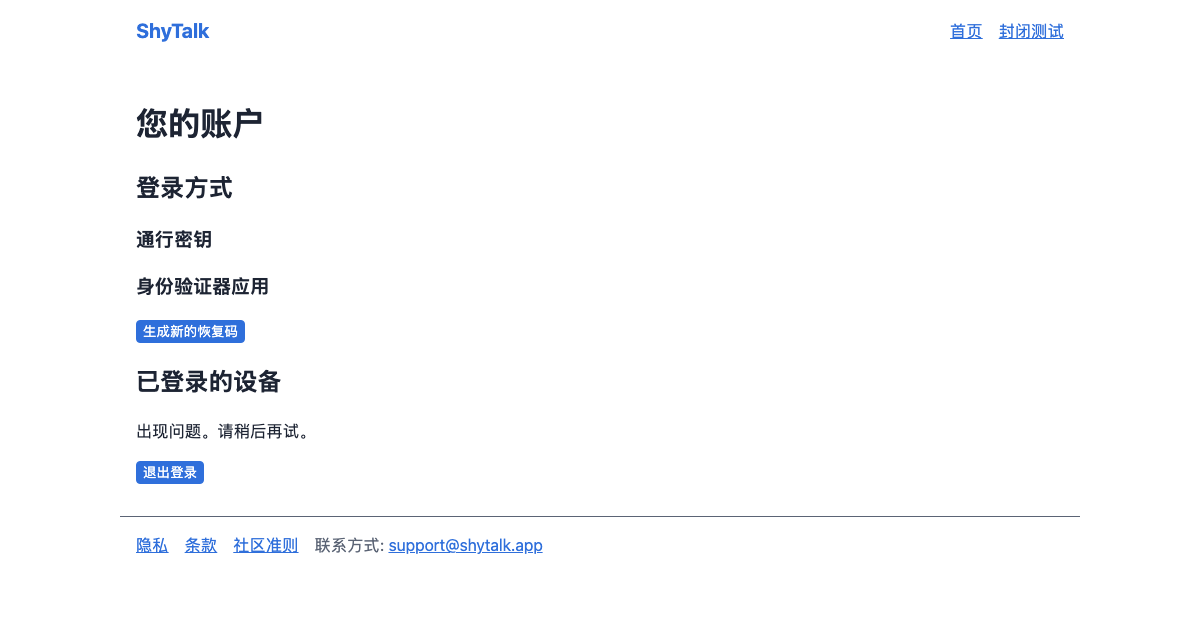 ShyTalk
首页 封闭测试
您的账户
登录方式
通行密钥
身份验证器应用
生成新的恢复码
已登录的设备
出现问题。请稍后再试。
退出登录
隐私 条款 社区准则 联系方式: support@shytalk.app